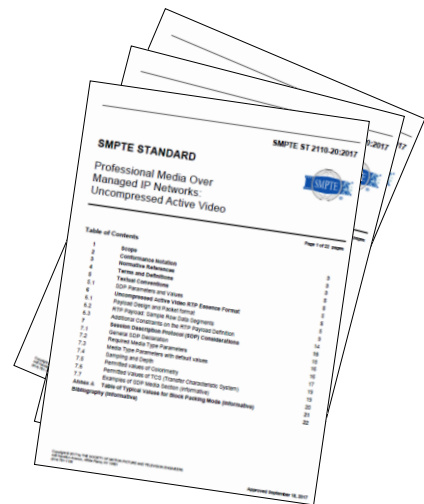 SMPTE STANDARD
SMPTE ST 2110-20:2017
Professional Media Over
Managed IP Networks:
Uncompressed Active Video
SMPTE
Page 1 of 22 pages
Table of Contents
1 Scope
2 Conformance Notation
3 Normative References
4 Terms and Definitions
5 Textual Conventions
5.1 SDP Parameters and Values
6 Uncompressed Active Video RTP Essence Format
6.1 Payload Design and Packet format
6.2 RTP Payload Sample Row Data Segments
6.3 Additional Constraints on the RTP Payload Definition
7 Session Description Protocol (SDP) Considerations
7.1 General SDP Declaration
7.2 Required Media Type Parameters
7.3 Media Type Parameters with default values
7.4 Sampling and Depth
7.5 Permitted values of Colorimetry
7.6 Permitted Values of TCS (Transfer Characteristic System)
7.7 Examples of SDP Media Section (Informative)
Annex A Table of Typical Values for Block Packing Mode (Informative)
Bibliography (Informative)
Approved September 18, 2017